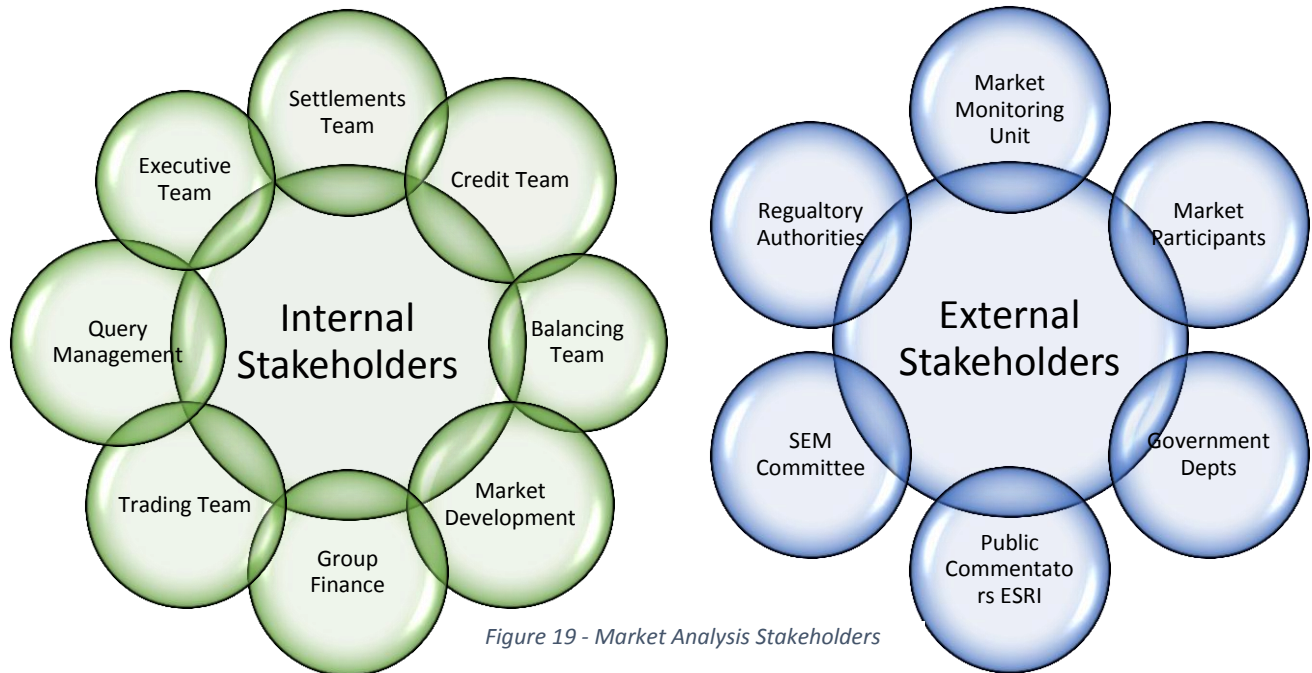 Settlements
Team
Credit Team
Balancing
Team
Market
Development
Group
Finance
Trading Team
Query
Management
Executive
Team
Internal
Stakeholders
Market
Monitoring
Unit
Market
Participants
Government
Depts
Public
Commentato
rs ESRI
SEM
Committee
Regualtory
Authorities
External
Stakeholders
Figure 19 - Market Analysis Stakeholders